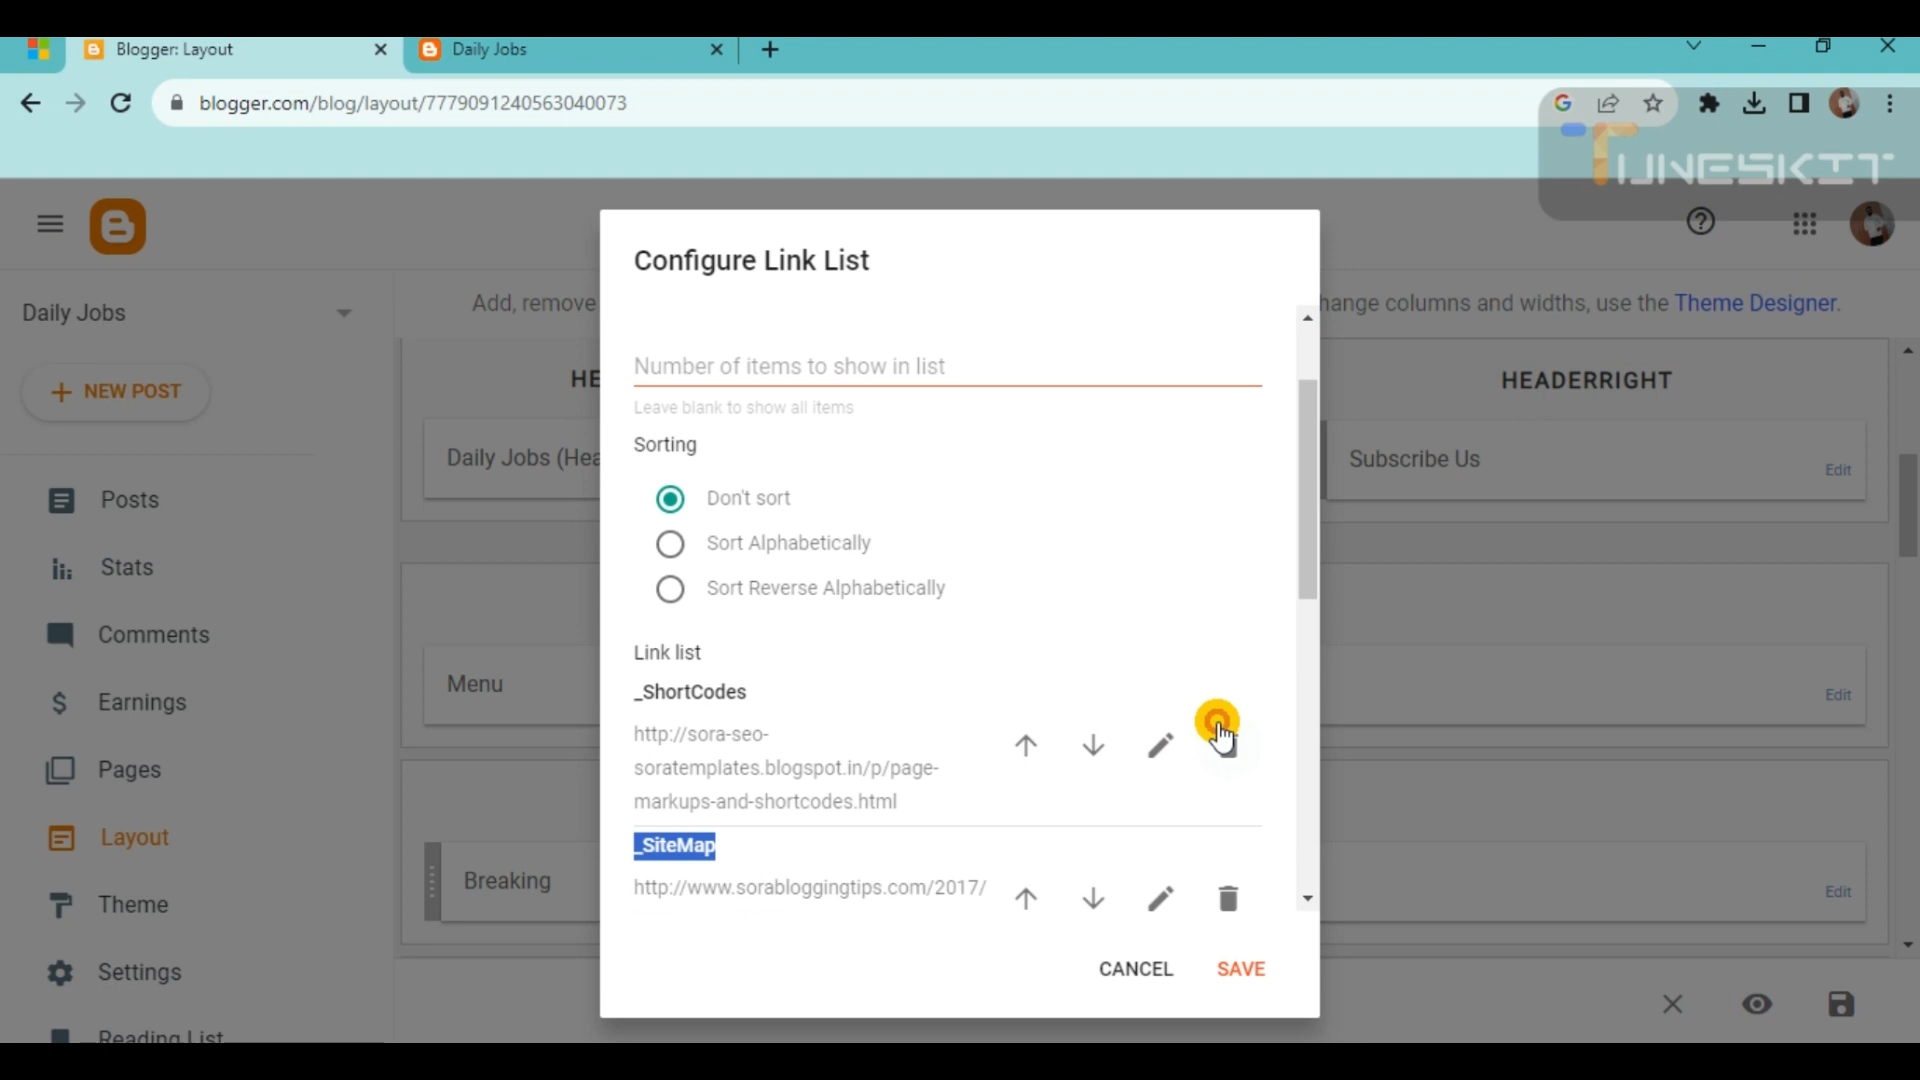 Blogger: Layout
Daily Jobs
blogger.com/blog/layout/7779091240563040073
TUNESKIT
Daily Jobs
Add, remove
hange columns and widths, use the Theme Designer.
NEW POST
Posts
Stats
Comments
Earnings
Pages
Layout
Theme
Settings
Reading List
HE
Daily Jobs (Hea
HEADERRIGHT
Subscribe Us
Edit
Menu
Edit
Breaking
Edit
Configure Link List
Number of items to show in list
Leave blank to show all items
Sorting
Don't sort
Sort Alphabetically
Sort Reverse Alphabetically
Link list
_ShortCodes
http://sora-seo-
soratemplates.blogspot.in/p/page-
markups-and-shortcodes.html
_SiteMap
http://www.sorabloggingtips.com/2017/
CANCEL
SAVE